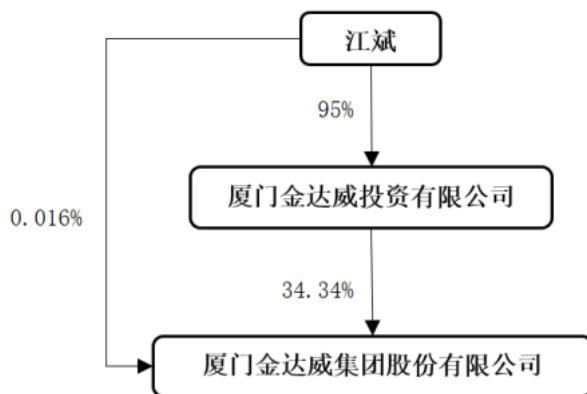 江斌
95%
厦门金达威投资有限公司
0.016%
34.34%
厦门金达威集团股份有限公司